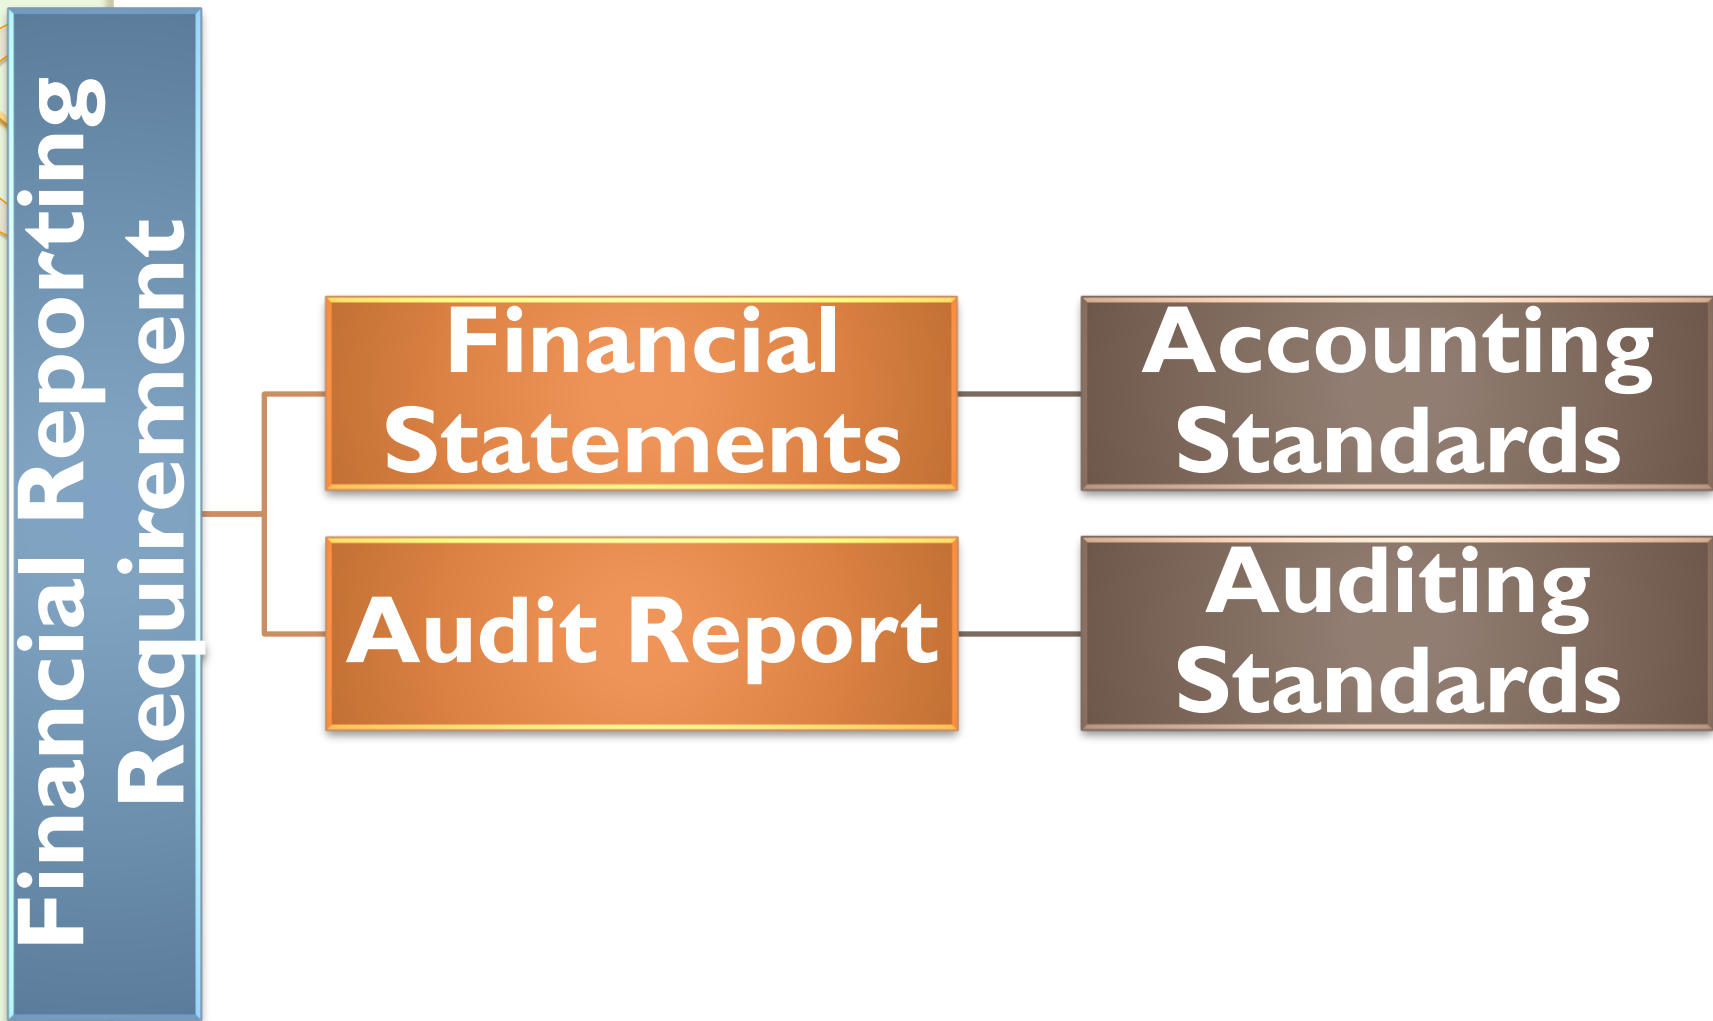 Financial Reporting
Requirement
Financial
Statements
Accounting
Standards
Audit Report
Auditing
Standards